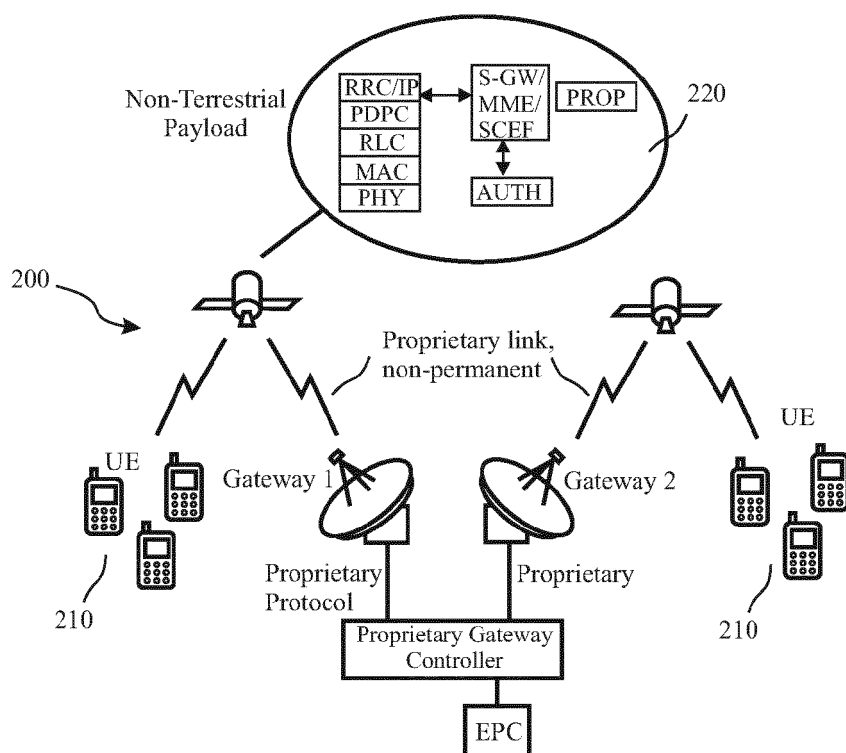 Non-Terrestrial
Payload
RRC/IP
PDPC
RLC
MAC
PHY
S-GW/
MME/
SCEF
PROP
AUTH
220
200
Proprietary link,
non-permanent
UE
UE
Gateway 1
Gateway 2
210
Proprietary
Protocol
Proprietary
210
Proprietary Gateway
Controller
EPC